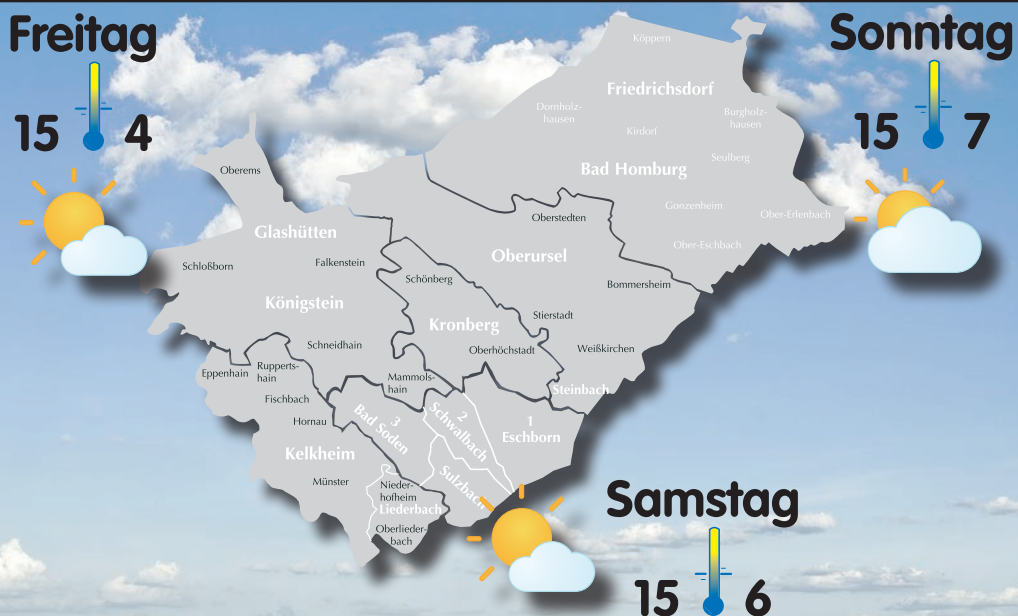 Freitag
15 4
Sonntag
15 7
Köppern
Friedrichsdorf
Dornholz-
hausen
Burgholz-
hausen
Kirdorf
Seulberg
Bad Homburg
Oberems
Gonzenheim
Ober-Erlenbach
Oberstedten
Glashütten
Ober-Eschbach
Oberursel
Schloßborn
Falkenstein
Schönberg
Bommersheim
Königstein
Kronberg
Stierstadt
Schneidhain
Oberhöchstadt
Weißkirchen
Eppenhain
Rupperts-
hain
Mammols-
hain
Steinbach
Fischbach
Hornau
3
Bad Soden
2
Schwalbach
1
Eschborn
Kelkheim
Münster
Nieder-
hofheim
Sulzbach
Liederbach
Oberlieder-
bach
Samstag
15 6